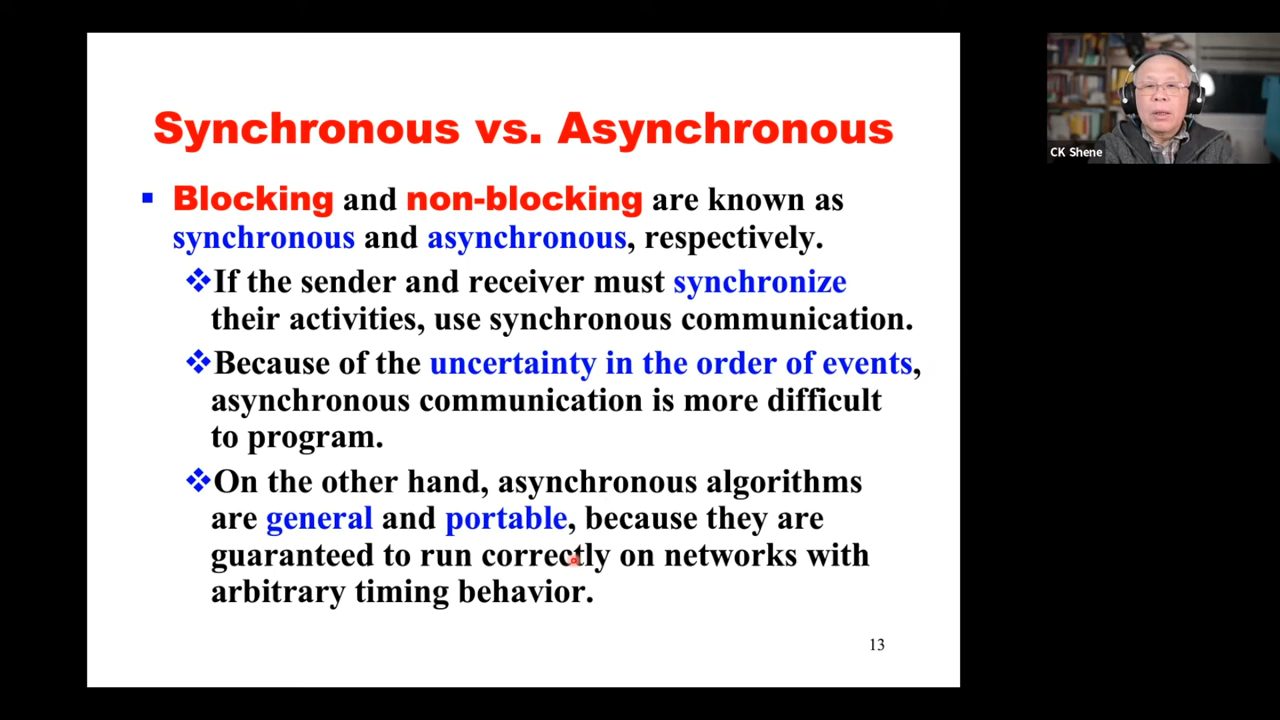 Synchronous vs. Asynchronous
Blocking and non-blocking are known as
synchronous and asynchronous, respectively.
If the sender and receiver must synchronize
their activities, use synchronous communication.
Because of the uncertainty in the order of events,
asynchronous communication is more difficult
to program.
On the other hand, asynchronous algorithms
are general and portable, because they are
guaranteed to run correctly on networks with
arbitrary timing behavior.
13
CK Shene